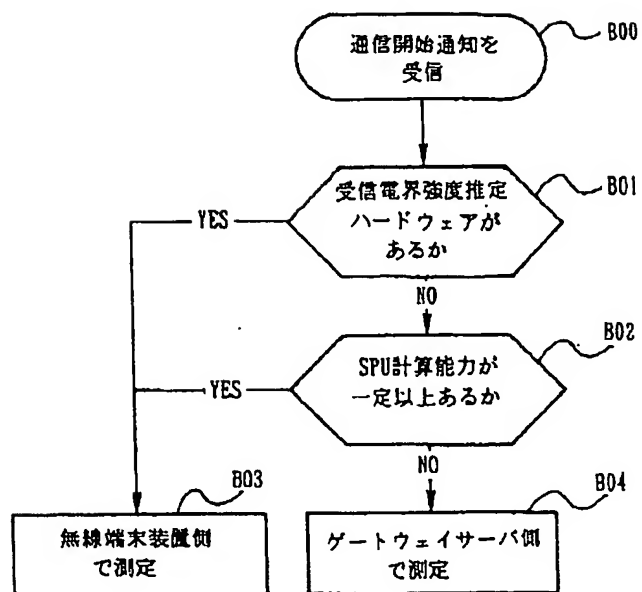 通信開始通知を
受信
B00
受信電界強度推定
ハードウェアが
あるか
B01
YES
NO
SPU計算能力が
一定以上あるか
B02
YES
NO
無線端末装置側
で測定
B03
ゲートウェイサーバ側
で測定
B04